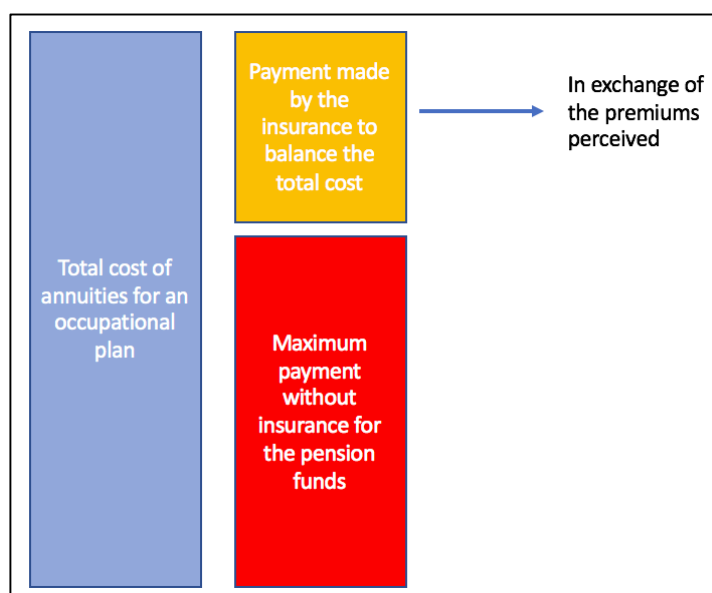 Total cost of
annuities for an
occupational
plan
Payment made
by the
insurance to
balance the
total cost
In exchange of
the premiums
perceived
Maximum
payment
without
insurance for
the pension
funds